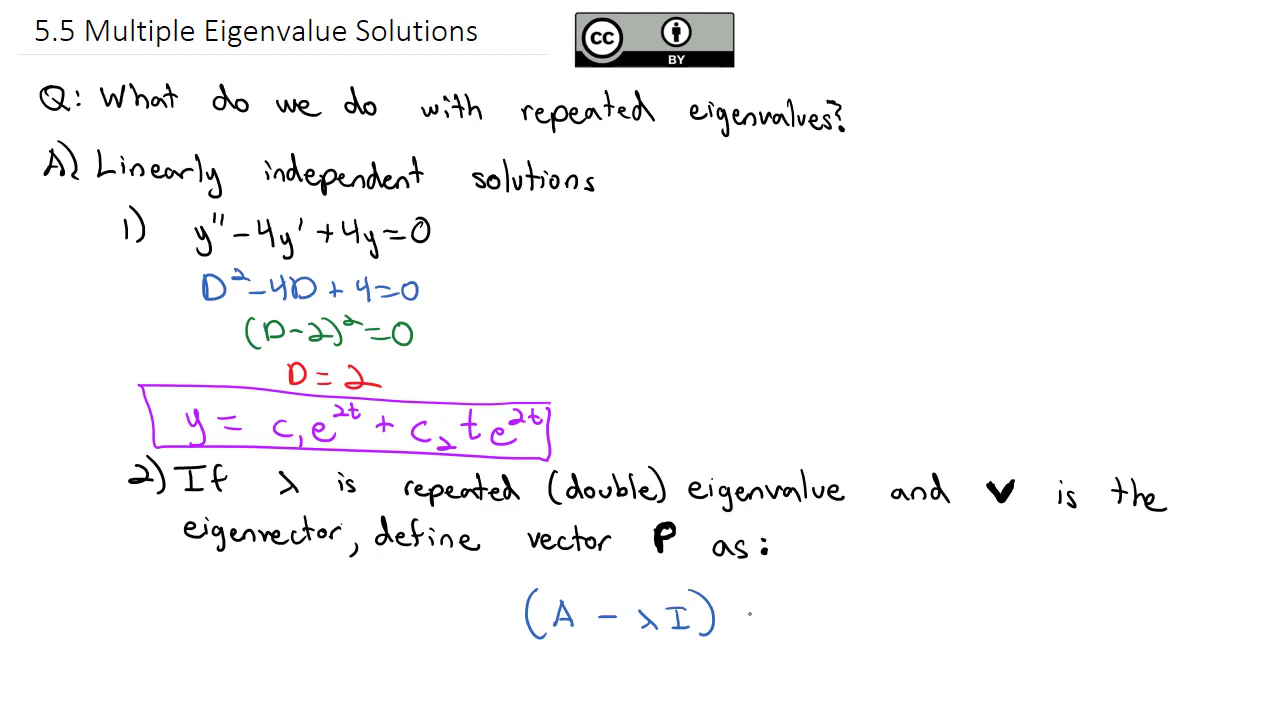 5.5 Multiple Eigenvalue Solutions
CC BY
Q: What do we do with repeated eigenvalues?
A) Linearly independent solutions
1) y'' - 4y' + 4y = 0
D² - 4D + 4 = 0
(D - 2)² = 0
D = 2
y = c₁e²ᵗ + c₂te²ᵗ
2) If λ is repeated (double) eigenvalue and v is the
eigenvector, define vector P as:
(A - λI)